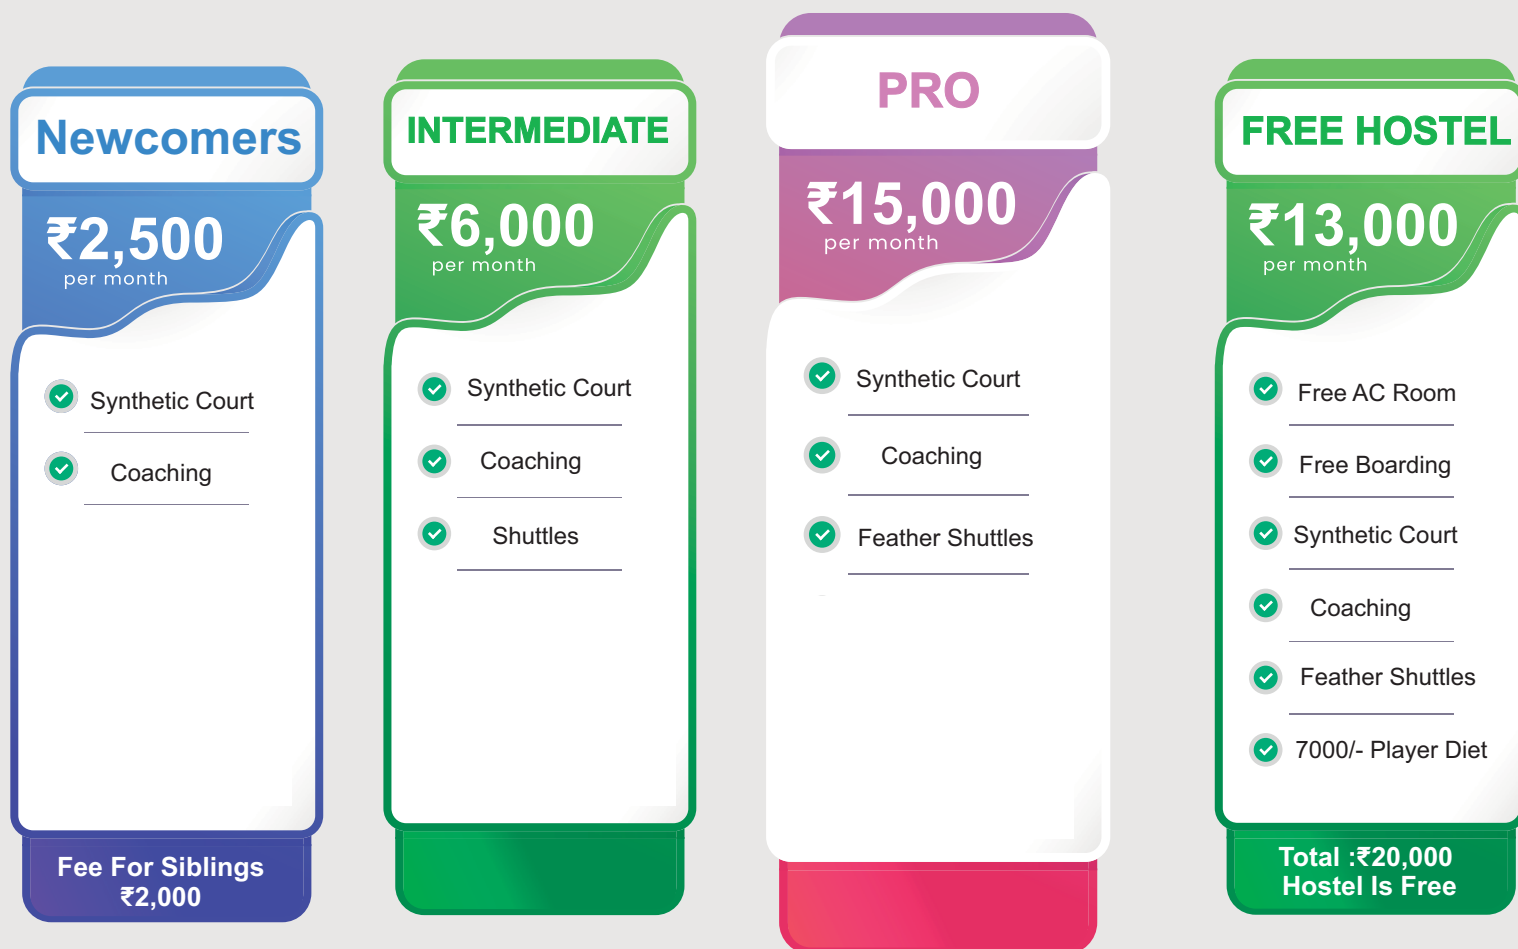 Newcomers
₹2,500
per month
Synthetic Court
Coaching
Fee For Siblings
₹2,000
INTERMEDIATE
₹6,000
per month
Synthetic Court
Coaching
Shuttles
PRO
₹15,000
per month
Synthetic Court
Coaching
Feather Shuttles
FREE HOSTEL
₹13,000
per month
Free AC Room
Free Boarding
Synthetic Court
Coaching
Feather Shuttles
7000/- Player Diet
Total :₹20,000
Hostel Is Free